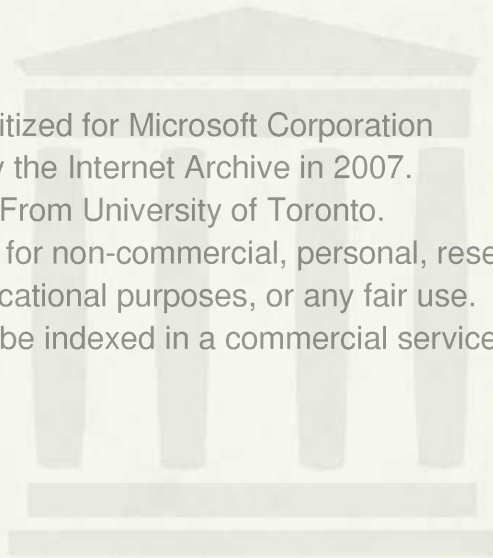 itized for Microsoft Corporation
the Internet Archive in 2007.
From University of Toronto.
for non-commercial, personal, rese
cational purposes, or any fair use.
be indexed in a commercial service